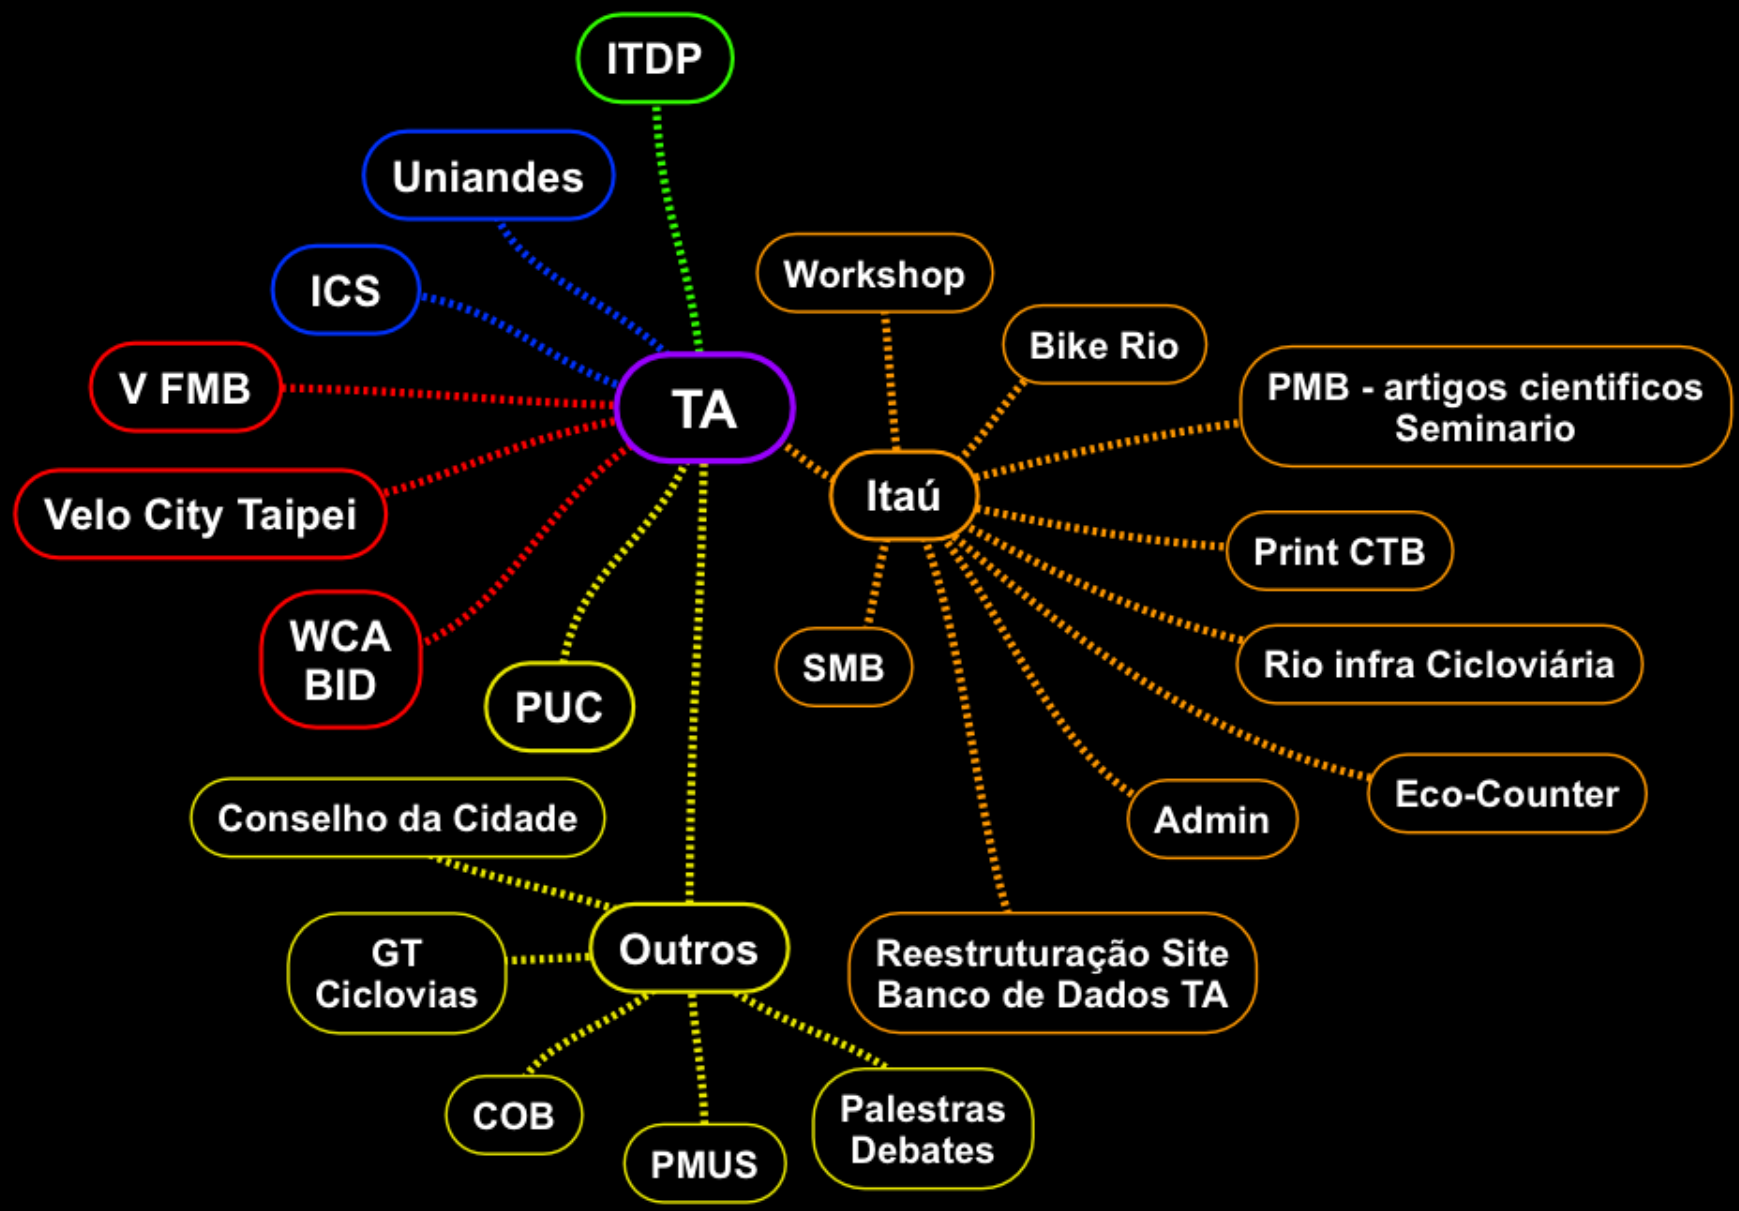 ITDP
Uniandes
ICS
Workshop
Bike Rio
V FMB
TA
PMB - artigos cientificos
Seminario
Velo City Taipei
Itaú
Print CTB
WCA
BID
PUC
SMB
Rio infra Cicloviária
Conselho da Cidade
Admin
Eco-Counter
GT
Ciclovias
Outros
Reestruturação Site
Banco de Dados TA
COB
PMUS
Palestras
Debates